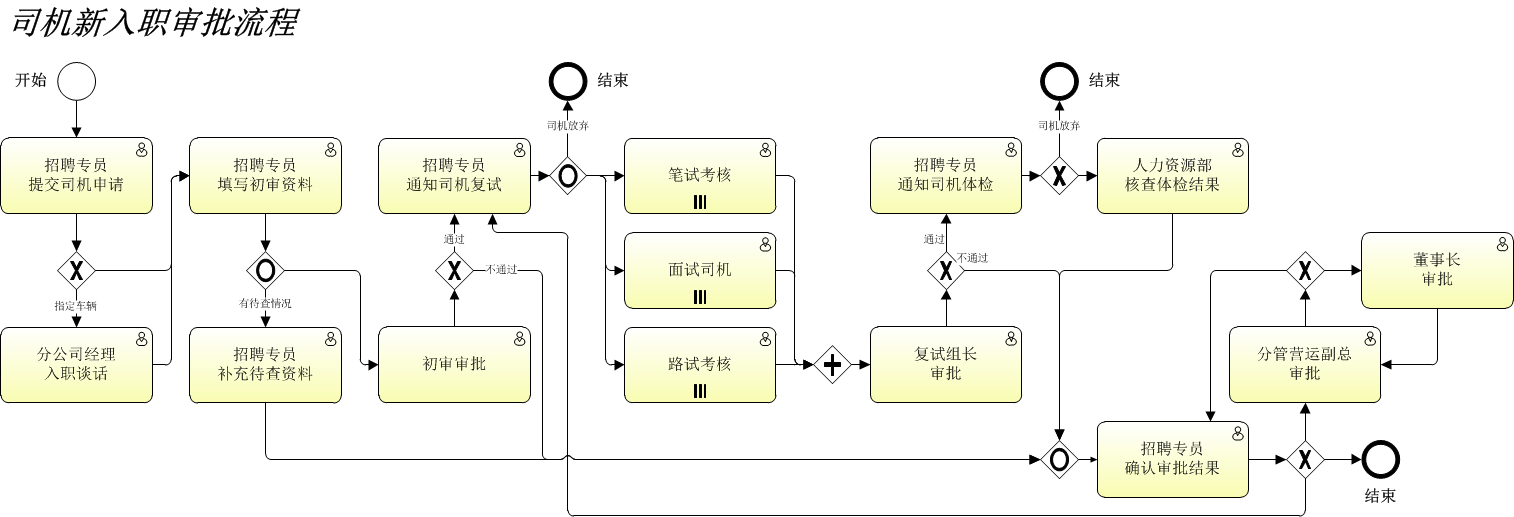 司机新入职审批流程
开始
结束
结束
司机放弃
司机放弃
招聘专员
提交司机申请
招聘专员
填写初审资料
招聘专员
通知司机复试
笔试考核
招聘专员
通知司机体检
人力资源部
核查体检结果
通过
不通过
通过
不通过
面试司机
董事长
审批
指定车辆
有待查情况
分公司经理
入职谈话
招聘专员
补充待查资料
初审审批
路试考核
复试组长
审批
分管营运副总
审批
招聘专员
确认审批结果
结束